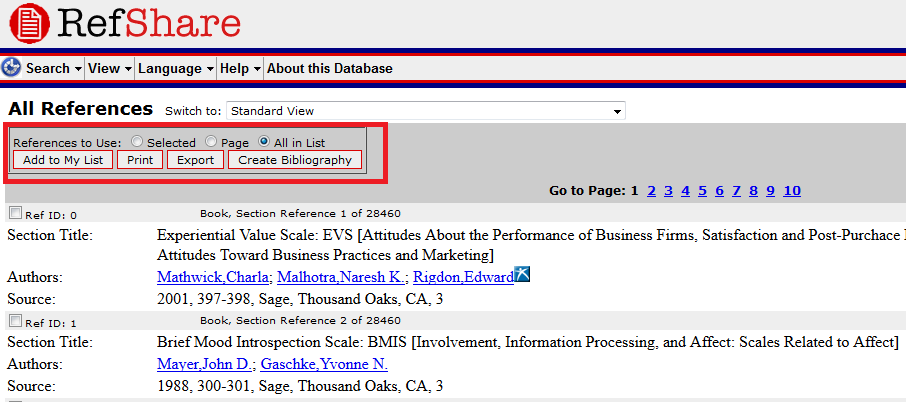 RefShare
Search View Language Help About this Database
All References Switch to: Standard View
References to Use: Selected Page All in List
Add to My List Print Export Create Bibliography
Go to Page: 1 2 3 4 5 6 7 8 9 10
Ref ID: 0 Book, Section Reference 1 of 28460
Section Title: Experiential Value Scale: EVS [Attitudes About the Performance of Business Firms, Satisfaction and Post-Purchace
Attitudes Toward Business Practices and Marketing]
Authors: Mathwick,Charla; Malhotra,Naresh K.; Rigdon,Edward
Source: 2001, 397-398, Sage, Thousand Oaks, CA, 3
Ref ID: 1 Book, Section Reference 2 of 28460
Section Title: Brief Mood Introspection Scale: BMIS [Involvement, Information Processing, and Affect: Scales Related to Affect]
Authors: Mayer,John D.; Gaschke,Yvonne N.
Source: 1988, 300-301, Sage, Thousand Oaks, CA, 3